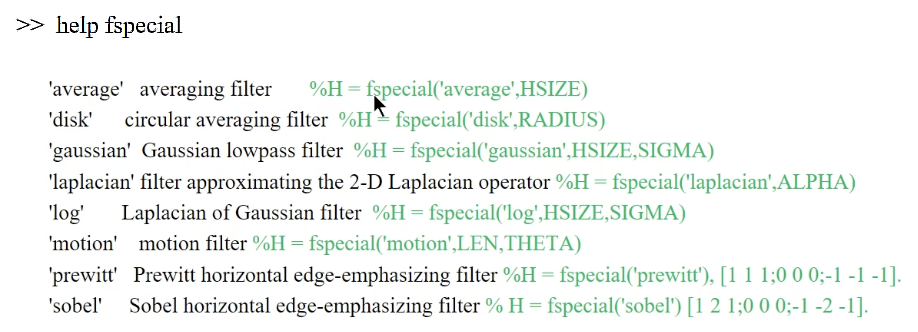 >> help fspecial
'average' averaging filter %H = fspecial('average',HSIZE)
'disk' circular averaging filter %H = fspecial('disk',RADIUS)
'gaussian' Gaussian lowpass filter %H = fspecial('gaussian',HSIZE,SIGMA)
'laplacian' filter approximating the 2-D Laplacian operator %H = fspecial('laplacian',ALPHA)
'log' Laplacian of Gaussian filter %H = fspecial('log',HSIZE,SIGMA)
'motion' motion filter %H = fspecial('motion',LEN,THETA)
'prewitt' Prewitt horizontal edge-emphasizing filter %H = fspecial('prewitt'), [1 1 1;0 0 0;-1 -1 -1].
'sobel' Sobel horizontal edge-emphasizing filter % H = fspecial('sobel') [1 2 1;0 0 0;-1 -2 -1].